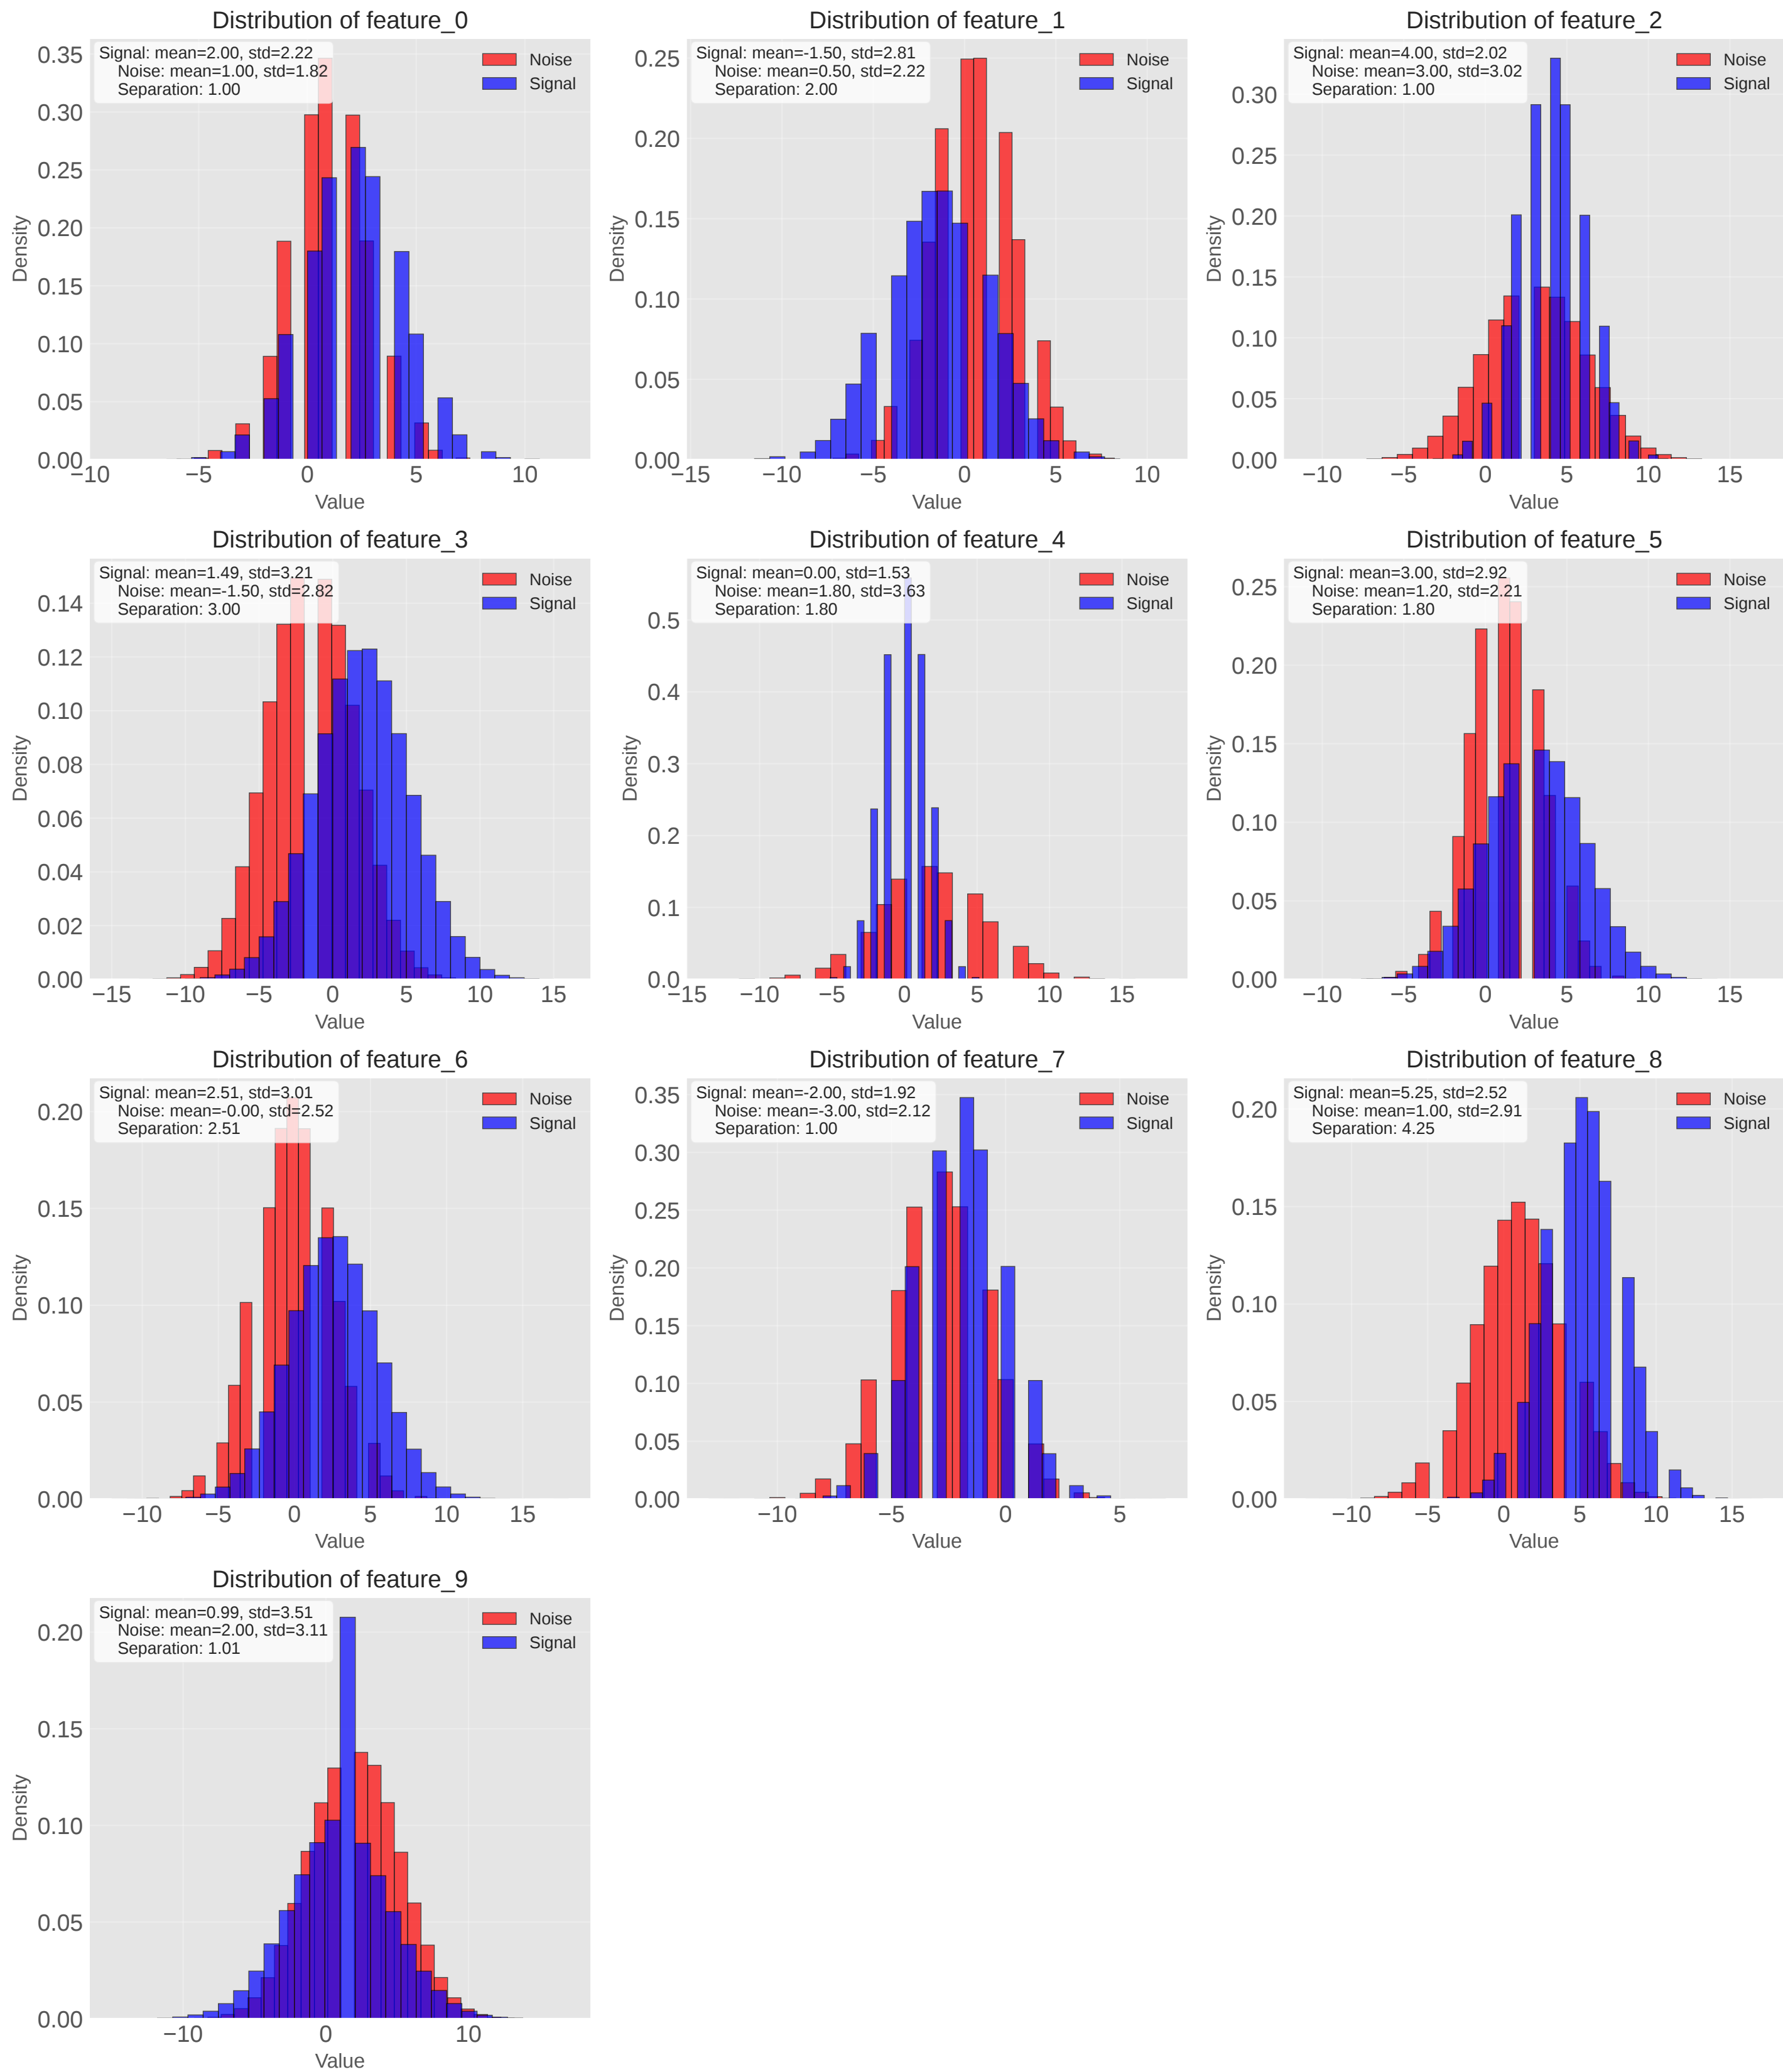 Distribution of feature_0
Signal: mean=2.00, std=2.22
Noise: mean=1.00, std=1.82
Separation: 1.00
Noise
Signal
0.35
0.30
0.25
0.20
0.15
0.10
0.05
0.00
Density
−10 −5 0 5 10
Value
Distribution of feature_1
Signal: mean=-1.50, std=2.81
Noise: mean=0.50, std=2.22
Separation: 2.00
Noise
Signal
0.25
0.20
0.15
0.10
0.05
0.00
Density
−15 −10 −5 0 5 10
Value
Distribution of feature_2
Signal: mean=4.00, std=2.02
Noise: mean=3.00, std=3.02
Separation: 1.00
Noise
Signal
0.30
0.25
0.20
0.15
0.10
0.05
0.00
Density
−10 −5 0 5 10 15
Value
Distribution of feature_3
Signal: mean=1.49, std=3.21
Noise: mean=-1.50, std=2.82
Separation: 3.00
Noise
Signal
0.14
0.12
0.10
0.08
0.06
0.04
0.02
0.00
Density
−15 −10 −5 0 5 10 15
Value
Distribution of feature_4
Signal: mean=0.00, std=1.53
Noise: mean=1.80, std=3.63
Separation: 1.80
Noise
Signal
0.5
0.4
0.3
0.2
0.1
0.0
Density
−15 −10 −5 0 5 10 15
Value
Distribution of feature_5
Signal: mean=3.00, std=2.92
Noise: mean=1.20, std=2.21
Separation: 1.80
Noise
Signal
0.25
0.20
0.15
0.10
0.05
0.00
Density
−10 −5 0 5 10 15
Value
Distribution of feature_6
Signal: mean=2.51, std=3.01
Noise: mean=-0.00, std=2.52
Separation: 2.51
Noise
Signal
0.20
0.15
0.10
0.05
0.00
Density
−10 −5 0 5 10 15
Value
Distribution of feature_7
Signal: mean=-2.00, std=1.92
Noise: mean=-3.00, std=2.12
Separation: 1.00
Noise
Signal
0.35
0.30
0.25
0.20
0.15
0.10
0.05
0.00
Density
−10 −5 0 5
Value
Distribution of feature_8
Signal: mean=5.25, std=2.52
Noise: mean=1.00, std=2.91
Separation: 4.25
Noise
Signal
0.20
0.15
0.10
0.05
0.00
Density
−10 −5 0 5 10 15
Value
Distribution of feature_9
Signal: mean=0.99, std=3.51
Noise: mean=2.00, std=3.11
Separation: 1.01
Noise
Signal
0.20
0.15
0.10
0.05
0.00
Density
−10 0 10
Value